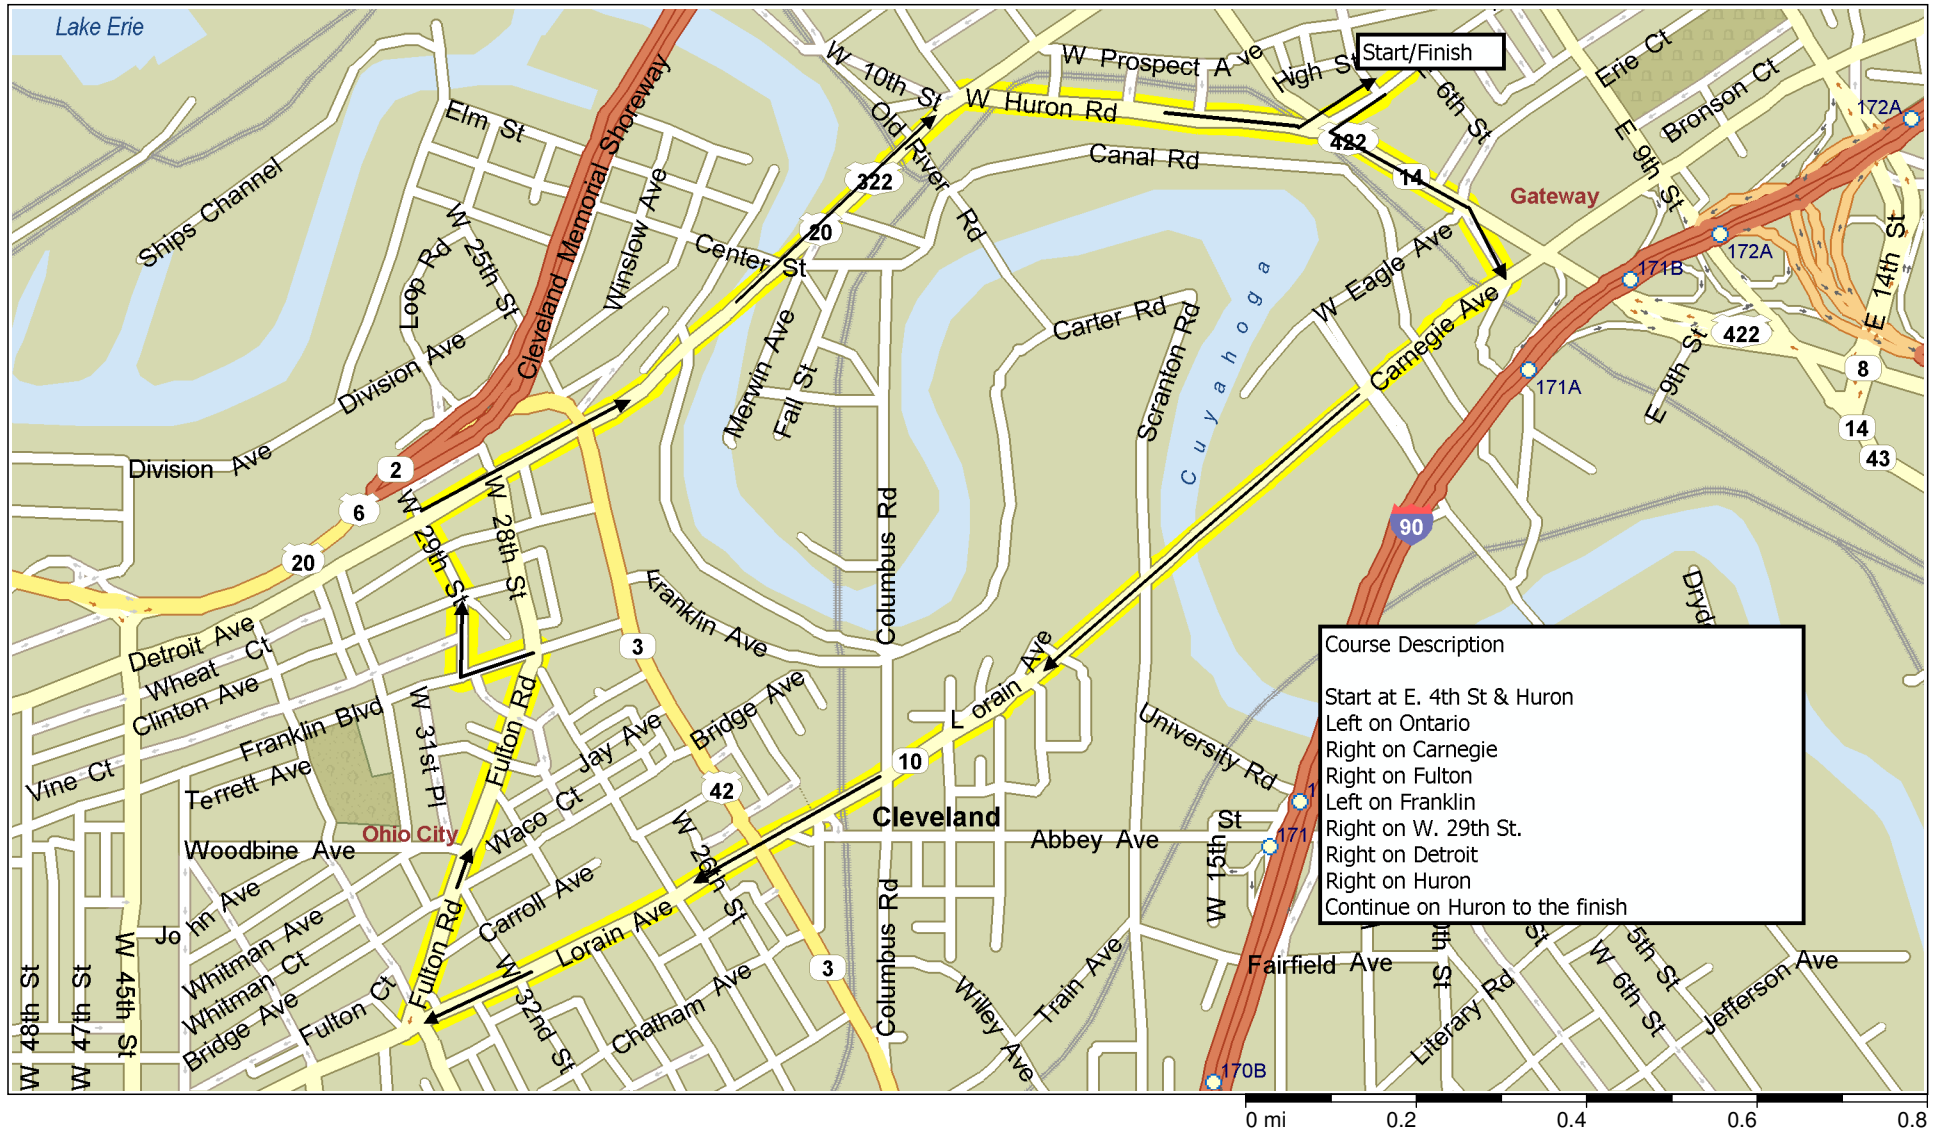 Lake Erie
Start/Finish
W Prospect Ave
High St
W 10th St
W Huron Rd
6th St
Erie Ct
Bronson Ct
172A
Elm St
Old River Rd
422
Canal Rd
14
E 9th St
Gateway
Ships Channel
Cleveland Memorial Shoreway
322
20
W 25th St
Winslow Ave
Center St
Loop Rd
W Eagle Ave
172A
171B
E 14th St
Cuyahoga
Carter Rd
Scranton Rd
Carnegie Ave
422
E 9th St
8
171A
Division Ave
Merwin Ave
Fall St
14
43
Division Ave
2
6
W 29th St
W 28th St
Columbus Rd
90
20
Franklin Ave
3
Detroit Ave
Wheat Ct
Clinton Ave
Franklin Blvd
W 31st Pl
Fulton Rd
Jay Ave
Bridge Ave
Lorain Ave
University Rd
Vine Ct
Terrett Ave
10
42
Cleveland
Ohio City
Waco Ct
Woodbine Ave
W 26th St
Abbey Ave
St
171
W 15th
John Ave
Whitman Ave
Whitman Ct
Bridge Ave
Fulton Ct
Fulton Rd
Carroll Ave
Lorain Ave
W 32nd St
Chatham Ave
3
Columbus Rd
Willey Ave
Train Ave
Fairfield Ave
Literary Rd
St
W 6th St
5th St
Jefferson Ave
W 48th St
W 47th St
W 45th St
170B
Course Description
Start at E. 4th St & Huron
Left on Ontario
Right on Carnegie
Right on Fulton
Left on Franklin
Right on W. 29th St.
Right on Detroit
Right on Huron
Continue on Huron to the finish
0 mi 0.2 0.4 0.6 0.8